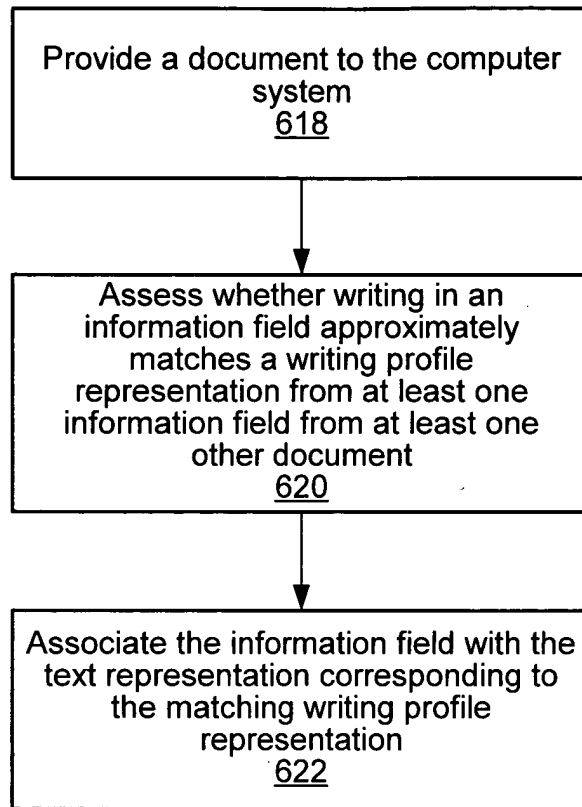 Provide a document to the computer
system
618
Assess whether writing in an
information field approximately
matches a writing profile
representation from at least one
information field from at least one
other document
620
Associate the information field with the
text representation corresponding to
the matching writing profile
representation
622